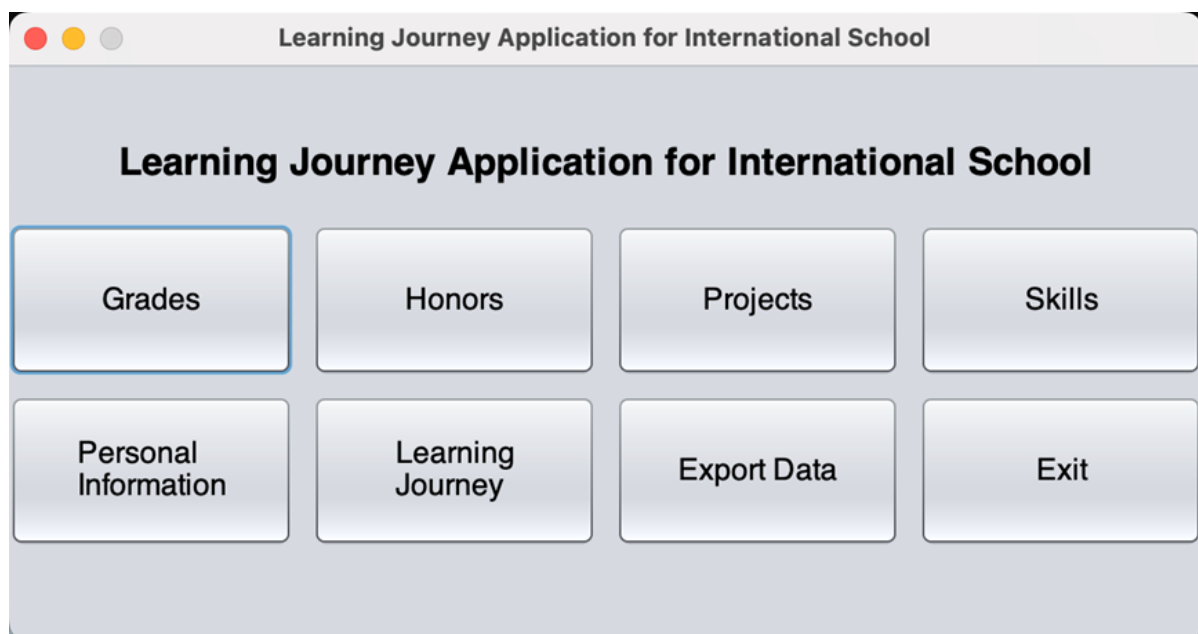 Learning Journey Application for International School
Learning Journey Application for International School
Grades
Honors
Projects
Skills
Personal
Information
Learning
Journey
Export Data
Exit